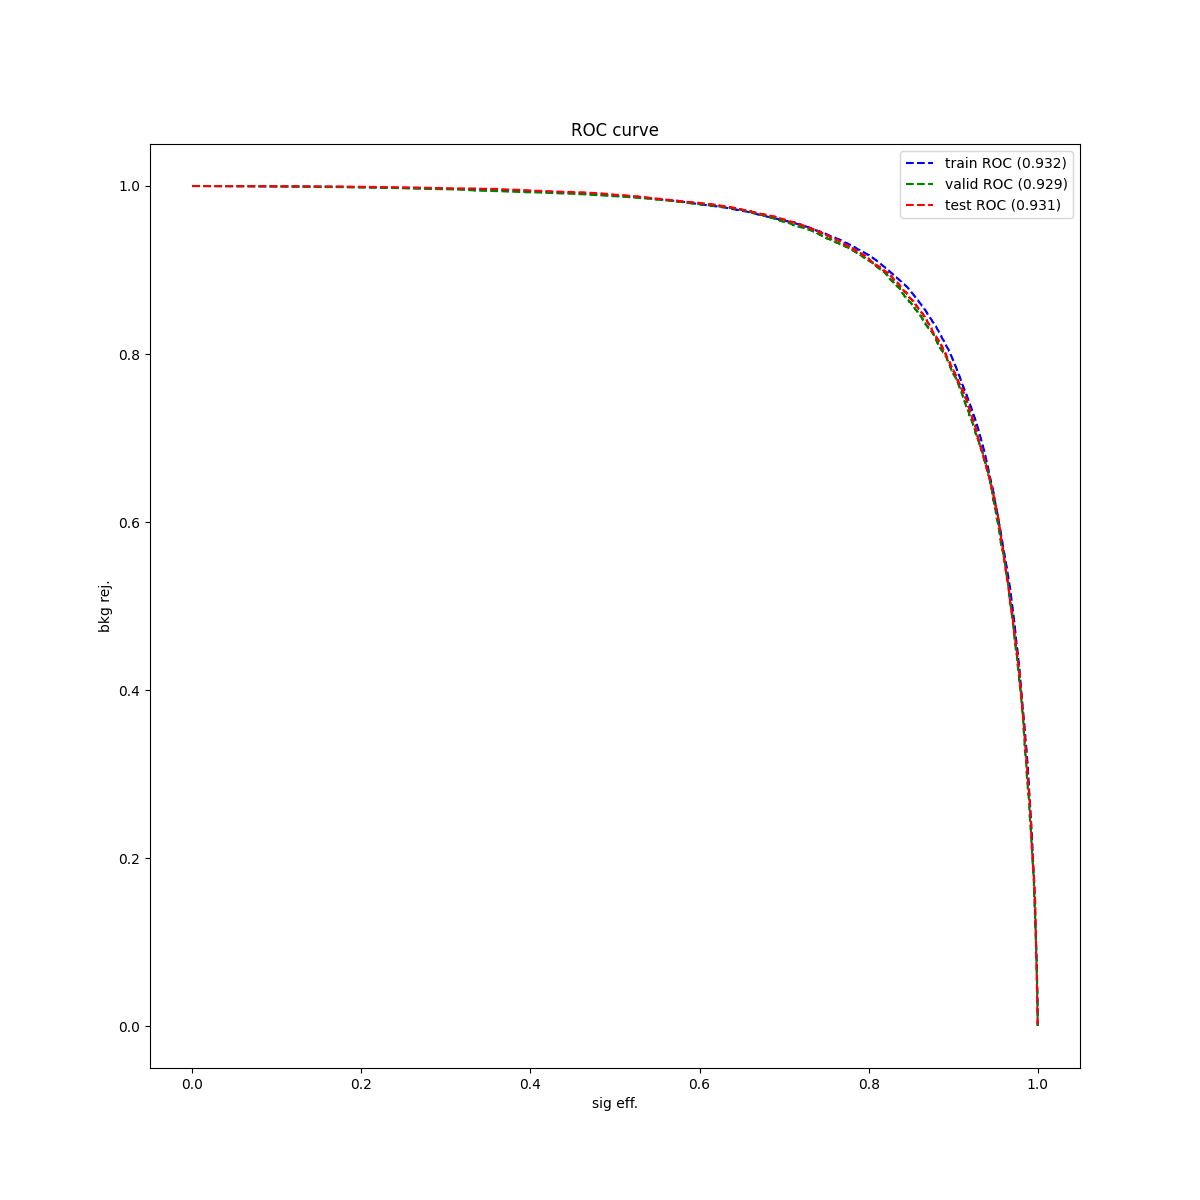 ROC curve
train ROC (0.932)
valid ROC (0.929)
test ROC (0.931)
1.0
0.8
0.6
0.4
0.2
0.0
bkg rej.
0.0 0.2 0.4 0.6 0.8 1.0
sig eff.